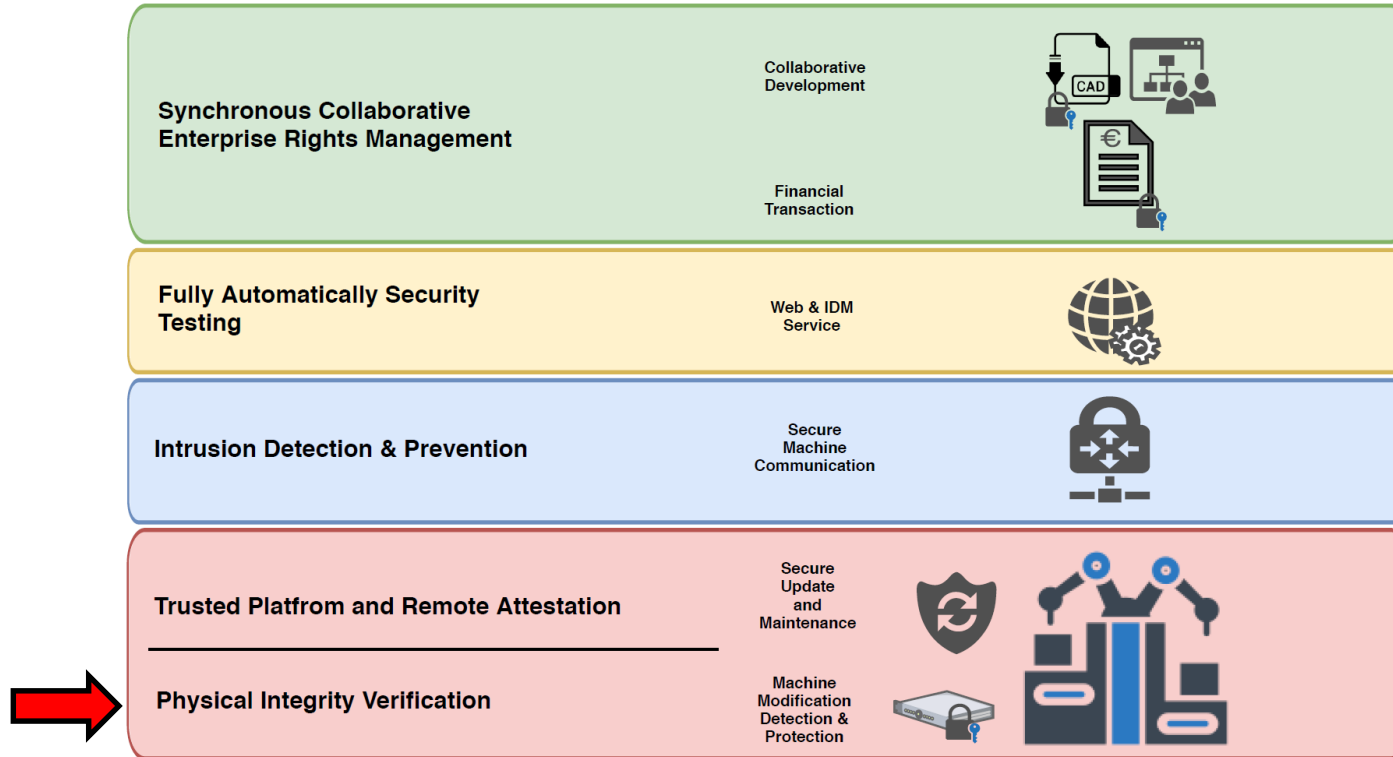 Synchronous Collaborative
Enterprise Rights Management
Collaborative
Development
CAD
€
Financial
Transaction
Fully Automatically Security
Testing
Web & IDM
Service
Intrusion Detection & Prevention
Secure
Machine
Communication
Trusted Platfrom and Remote Attestation
Secure
Update
and
Maintenance
Physical Integrity Verification
Machine
Modification
Detection &
Protection